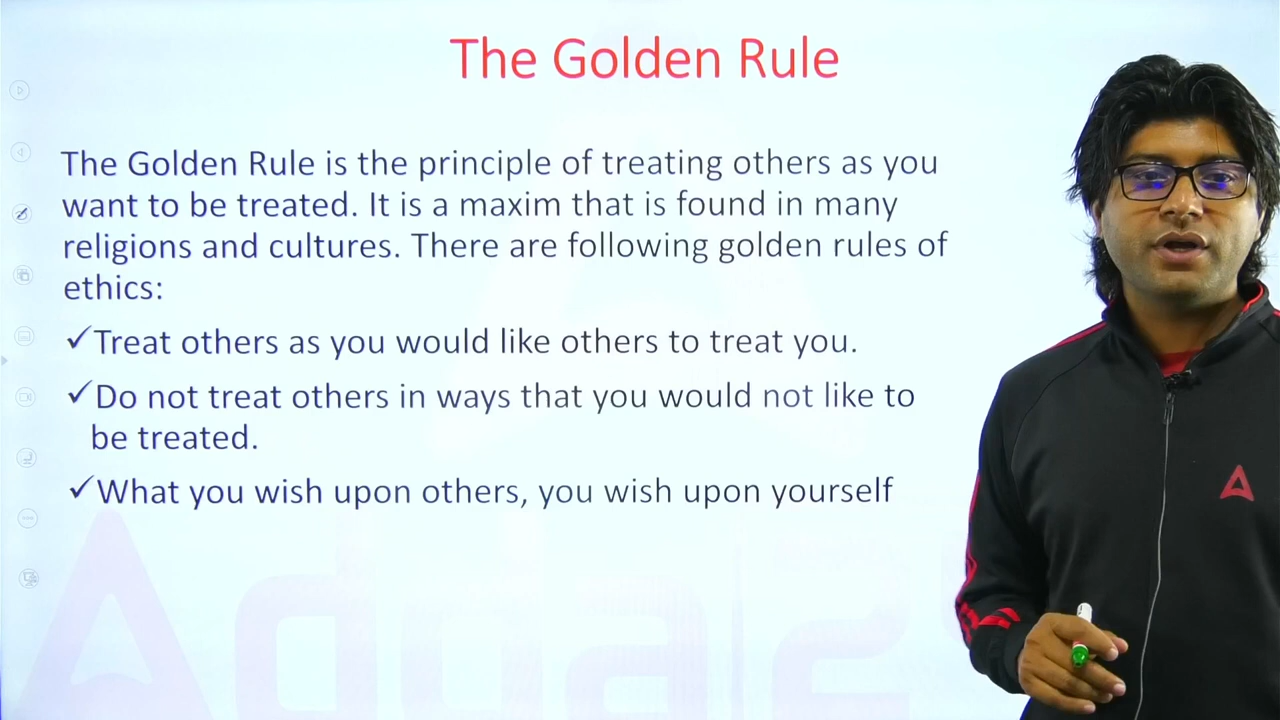 The Golden Rule
The Golden Rule is the principle of treating others as you
want to be treated. It is a maxim that is found in many
religions and cultures. There are following golden rules of
ethics:
✓Treat others as you would like others to treat you.
✓Do not treat others in ways that you would not like to
be treated.
✓What you wish upon others, you wish upon yourself